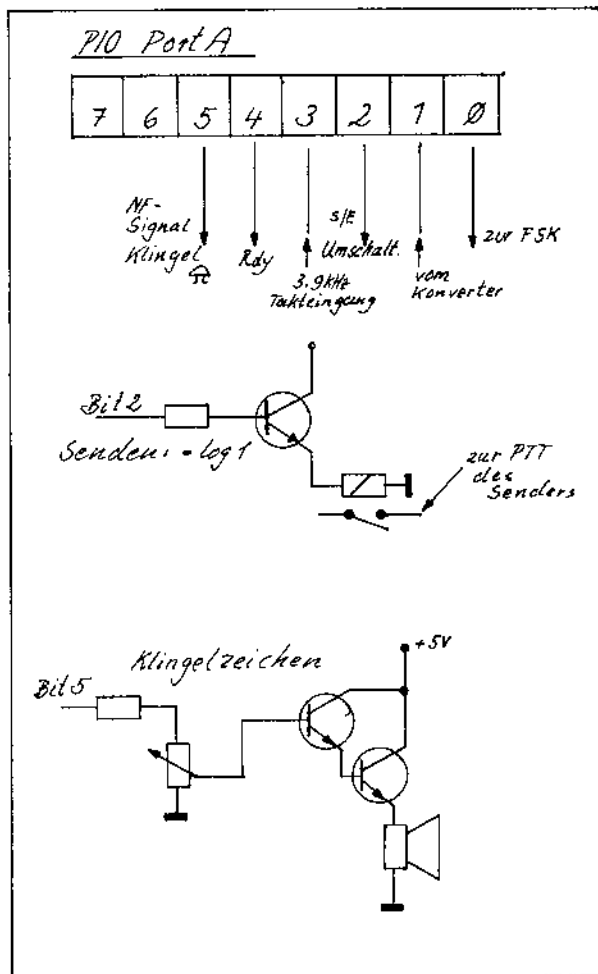 PIO Port A
7 6 5 4 3 2 1 0
NF-
Signal
Klingel
Rdy
3.9kHz
Takteingang
S/E
Umschalt.
vom
Konverter
zur FSK
Bit 2
Senden: = log 1
zur PTT
des
Senders
Klingelzeichen
+5V
Bit 5